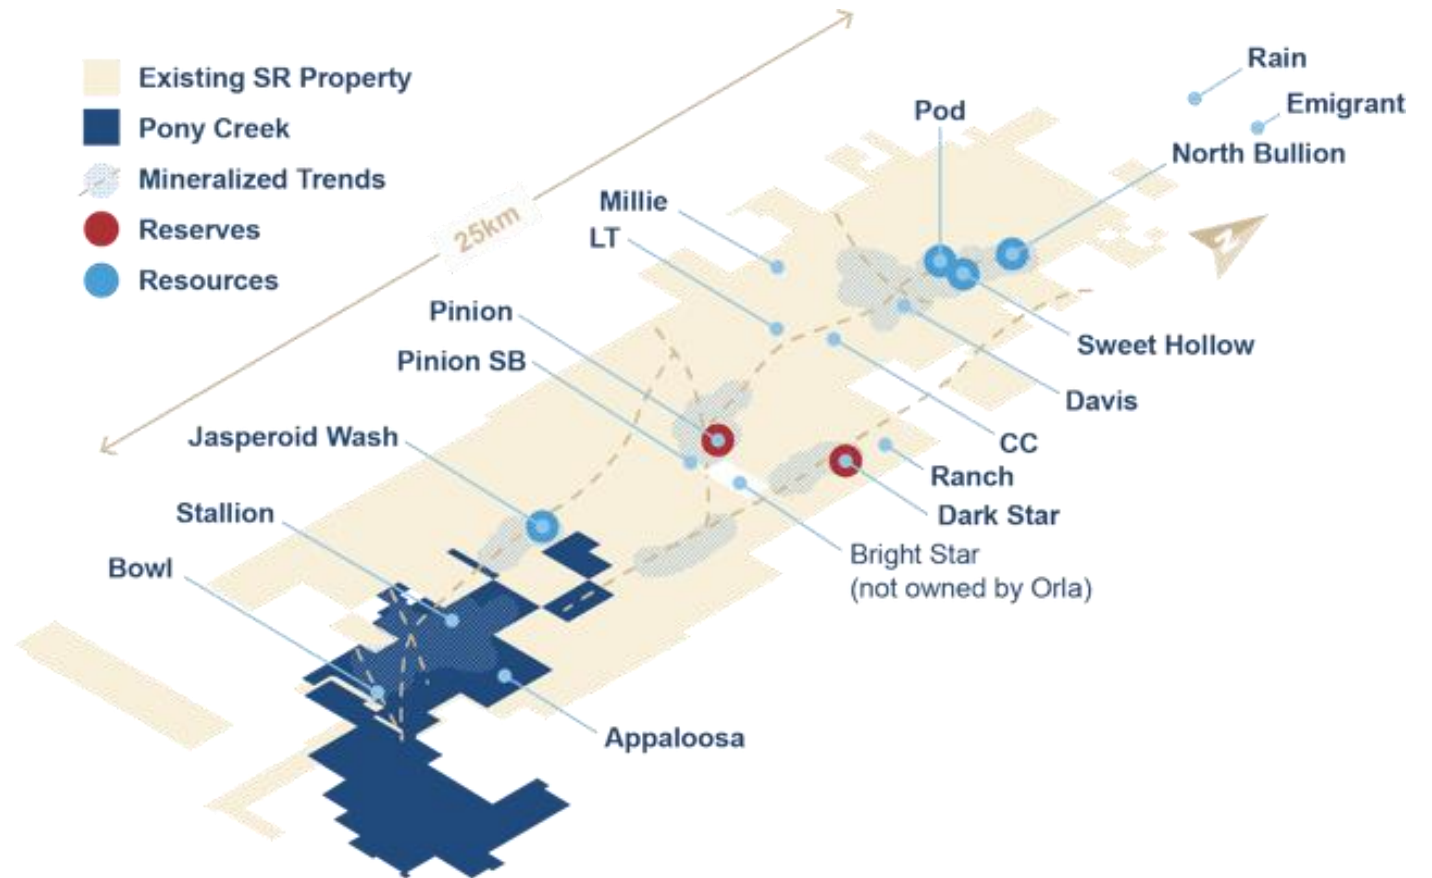 Existing SR Property
Pony Creek
Mineralized Trends
Reserves
Resources
25km
Rain
Emigrant
Pod
North Bullion
N
Millie
LT
Pinion
Pinion SB
Sweet Hollow
Davis
Jasperoid Wash
CC
Ranch
Stallion
Dark Star
Bright Star
(not owned by Orla)
Bowl
Appaloosa